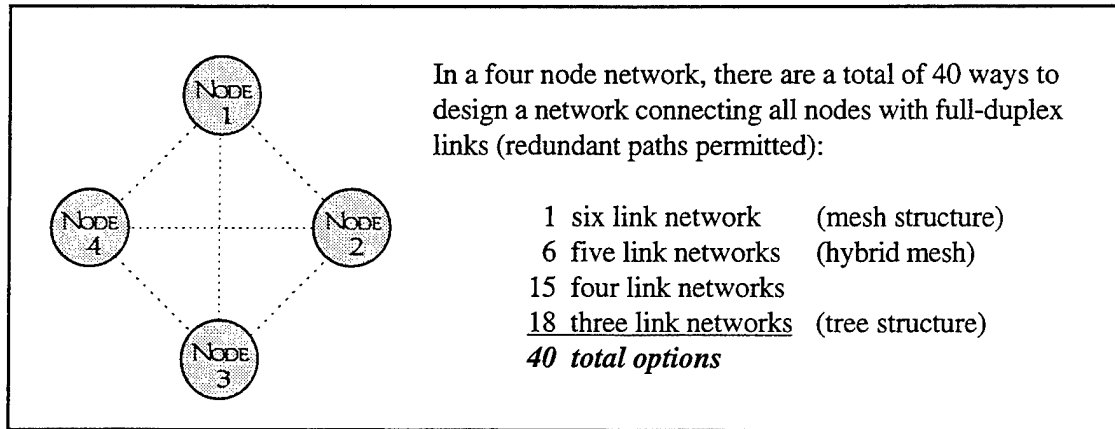 NODE
1
NODE
4
NODE
2
NODE
3
In a four node network, there are a total of 40 ways to
design a network connecting all nodes with full-duplex
links (redundant paths permitted):
1 six link network (mesh structure)
6 five link networks (hybrid mesh)
15 four link networks
18 three link networks (tree structure)
40 total options